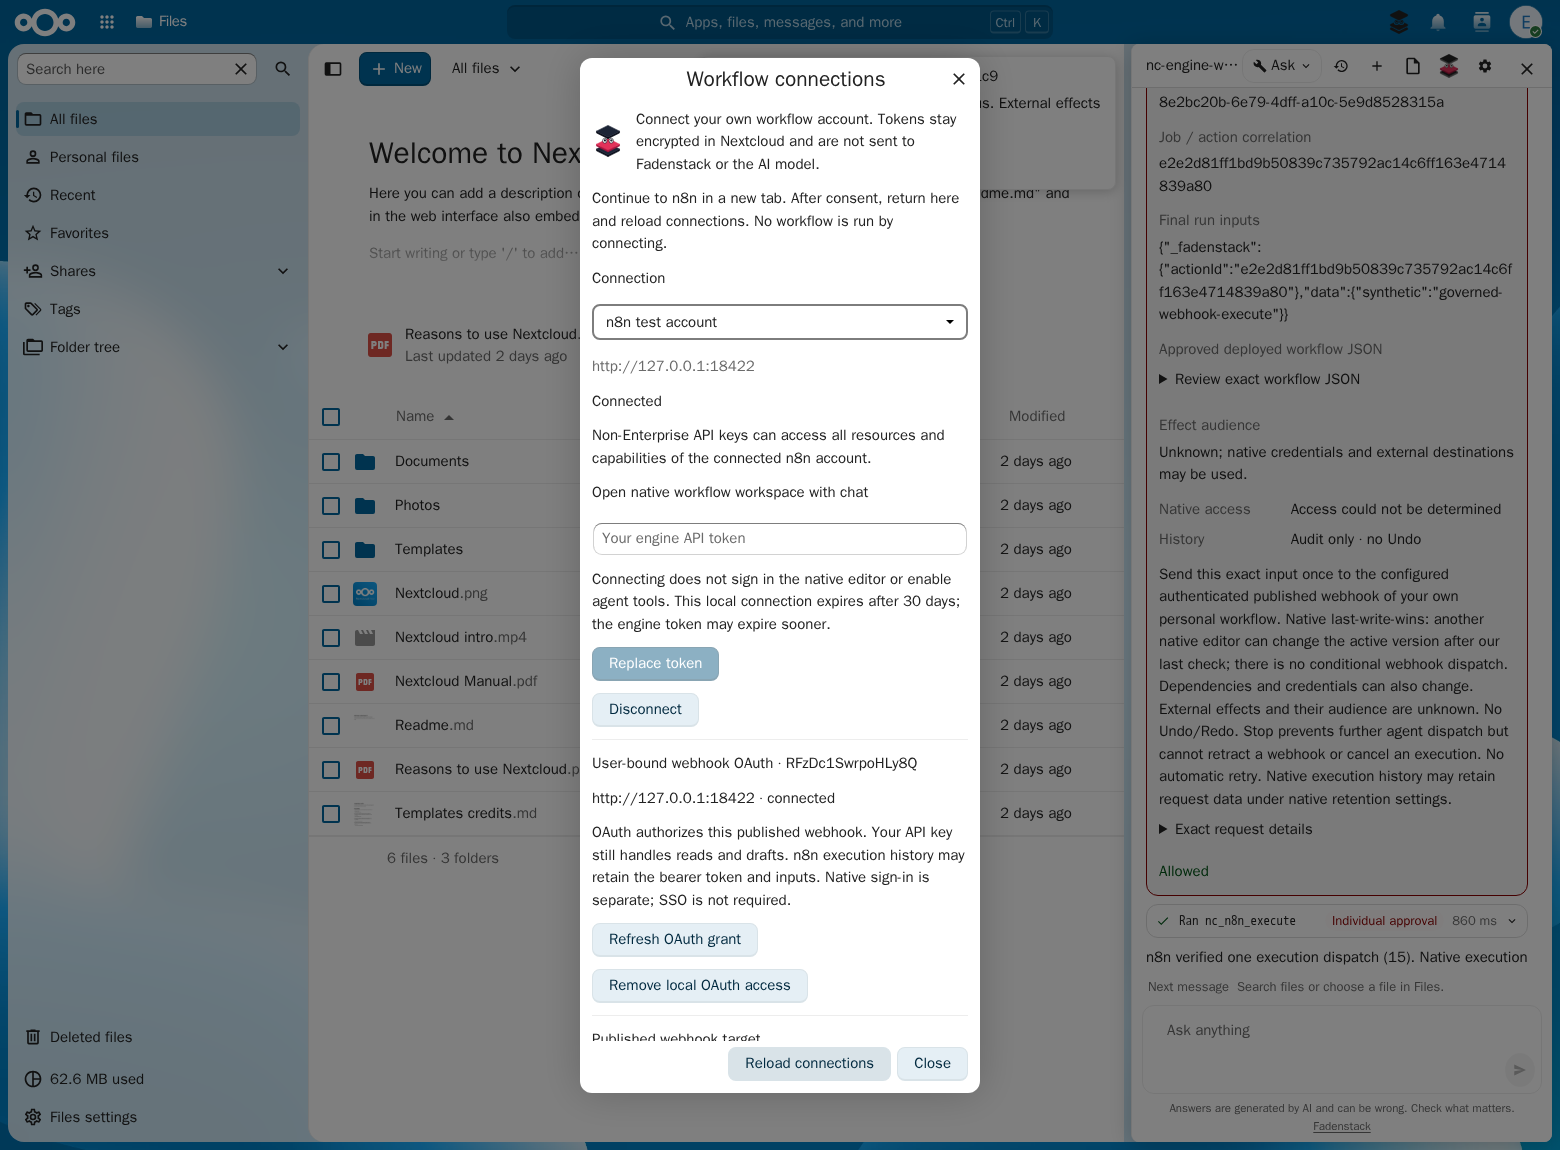 Files
Apps, files, messages, and more
Ctrl
K
E
Search here
All files
Personal files
Recent
Favorites
Shares
Tags
Folder tree
Deleted files
62.6 MB used
Files settings
New
All files
Welcome to Nex
Here you can add a description
in the web interface also embed
dme.md" and
Start writing or type '/' to add…
Reasons to use Nextcloud.
Last updated 2 days ago
PDF
Name
Modified
Documents
2 days ago
Photos
2 days ago
Templates
2 days ago
Nextcloud.png
2 days ago
Nextcloud intro.mp4
2 days ago
PDF
Nextcloud Manual.pdf
2 days ago
Readme.md
2 days ago
PDF
Reasons to use Nextcloud.p
2 days ago
Templates credits.md
2 days ago
6 files · 3 folders
1c9
s. External effects
Workflow connections
Connect your own workflow account. Tokens stay
encrypted in Nextcloud and are not sent to
Fadenstack or the AI model.
Continue to n8n in a new tab. After consent, return here
and reload connections. No workflow is run by
connecting.
Connection
n8n test account
http://127.0.0.1:18422
Connected
Non-Enterprise API keys can access all resources and
capabilities of the connected n8n account.
Open native workflow workspace with chat
Your engine API token
Connecting does not sign in the native editor or enable
agent tools. This local connection expires after 30 days;
the engine token may expire sooner.
Replace token
Disconnect
User-bound webhook OAuth · RFzDc1SwrpoHLy8Q
http://127.0.0.1:18422 · connected
OAuth authorizes this published webhook. Your API key
still handles reads and drafts. n8n execution history may
retain the bearer token and inputs. Native sign-in is
separate; SSO is not required.
Refresh OAuth grant
Remove local OAuth access
Published webhook target
Reload connections
Close
nc-engine-w…
Ask
8e2bc20b-6e79-4dff-a10c-5e9d8528315a
Job / action correlation
e2e2d81ff1bd9b50839c735792ac14c6ff163e4714
839a80
Final run inputs
{"_fadenstack":
{"actionId":"e2e2d81ff1bd9b50839c735792ac14c6f
f163e4714839a80"},"data":{"synthetic":"governed-
webhook-execute"}}
Approved deployed workflow JSON
Review exact workflow JSON
Effect audience
Unknown; native credentials and external destinations
may be used.
Native access
Access could not be determined
History
Audit only · no Undo
Send this exact input once to the configured
authenticated published webhook of your own
personal workflow. Native last-write-wins: another
native editor can change the active version after our
last check; there is no conditional webhook dispatch.
Dependencies and credentials can also change.
External effects and their audience are unknown. No
Undo/Redo. Stop prevents further agent dispatch but
cannot retract a webhook or cancel an execution. No
automatic retry. Native execution history may retain
request data under native retention settings.
Exact request details
Allowed
Ran nc_n8n_execute
Individual approval
860 ms
n8n verified one execution dispatch (15). Native execution
Next message
Search files or choose a file in Files.
Ask anything
Answers are generated by AI and can be wrong. Check what matters.
Fadenstack